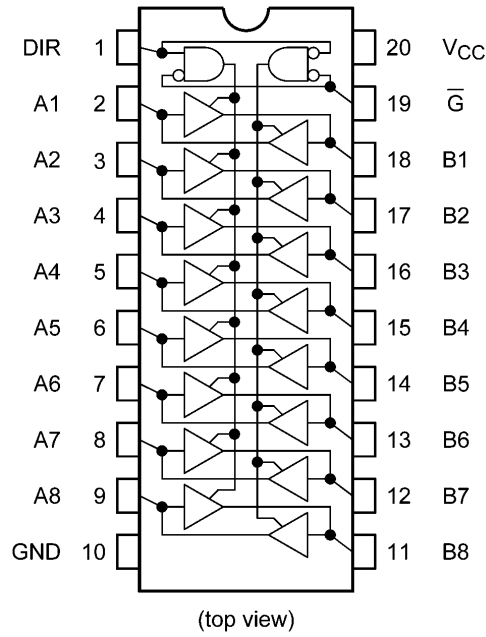 DIR 1 20 VCC
A1 2 19 G̅
A2 3 18 B1
A3 4 17 B2
A4 5 16 B3
A5 6 15 B4
A6 7 14 B5
A7 8 13 B6
A8 9 12 B7
GND 10 11 B8
(top view)